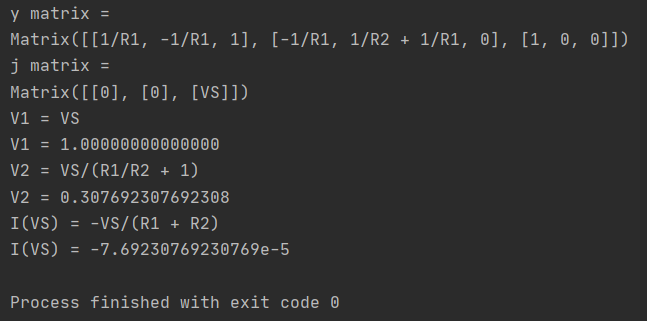 y matrix =
Matrix([[1/R1, -1/R1, 1], [-1/R1, 1/R2 + 1/R1, 0], [1, 0, 0]])
j matrix =
Matrix([[0], [0], [VS]])
V1 = VS
V1 = 1.00000000000000
V2 = VS/(R1/R2 + 1)
V2 = 0.307692307692308
I(VS) = -VS/(R1 + R2)
I(VS) = -7.69230769230769e-5
Process finished with exit code 0